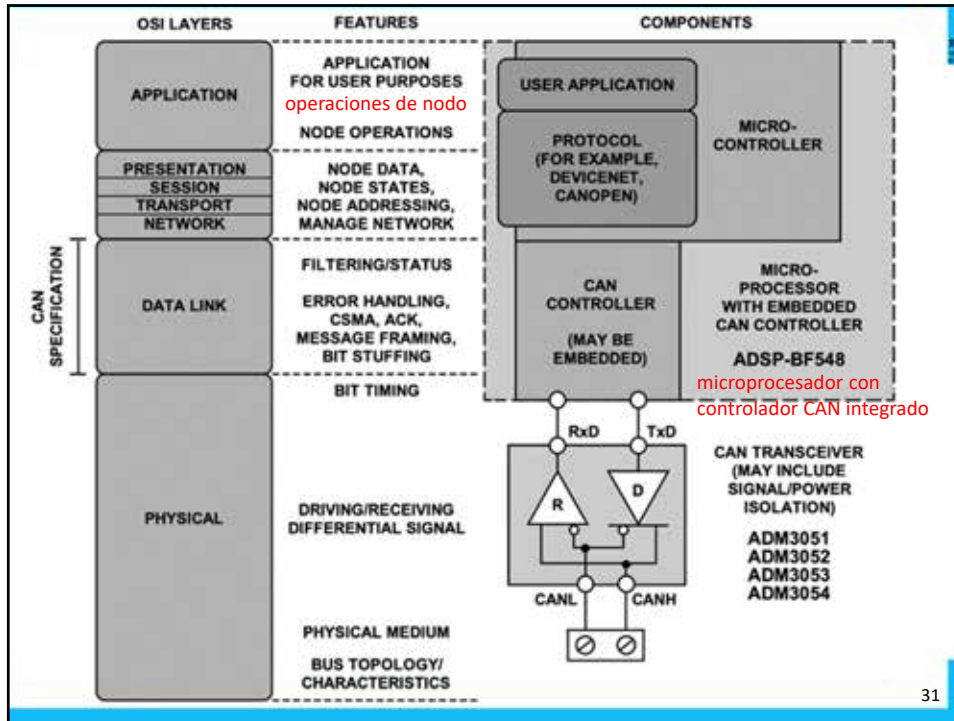 OSI LAYERS
FEATURES
COMPONENTS
APPLICATION
PRESENTATION
SESSION
TRANSPORT
NETWORK
CAN
SPECIFICATION
DATA LINK
PHYSICAL
APPLICATION
FOR USER PURPOSES
operaciones de nodo
NODE OPERATIONS
NODE DATA,
NODE STATES,
NODE ADDRESSING,
MANAGE NETWORK
FILTERING/STATUS
ERROR HANDLING,
CSMA, ACK,
MESSAGE FRAMING,
BIT STUFFING
BIT TIMING
DRIVING/RECEIVING
DIFFERENTIAL SIGNAL
PHYSICAL MEDIUM
BUS TOPOLOGY/
CHARACTERISTICS
USER APPLICATION
PROTOCOL
(FOR EXAMPLE,
DEVICENET,
CANOPEN)
MICRO-
CONTROLLER
CAN
CONTROLLER
(MAY BE
EMBEDDED)
MICRO-
PROCESSOR
WITH EMBEDDED
CAN CONTROLLER
ADSP-BF548
microprocesador con
controlador CAN integrado
RxD
TxD
R
D
CANL
CANH
CAN TRANSCEIVER
(MAY INCLUDE
SIGNAL/POWER
ISOLATION)
ADM3051
ADM3052
ADM3053
ADM3054
31